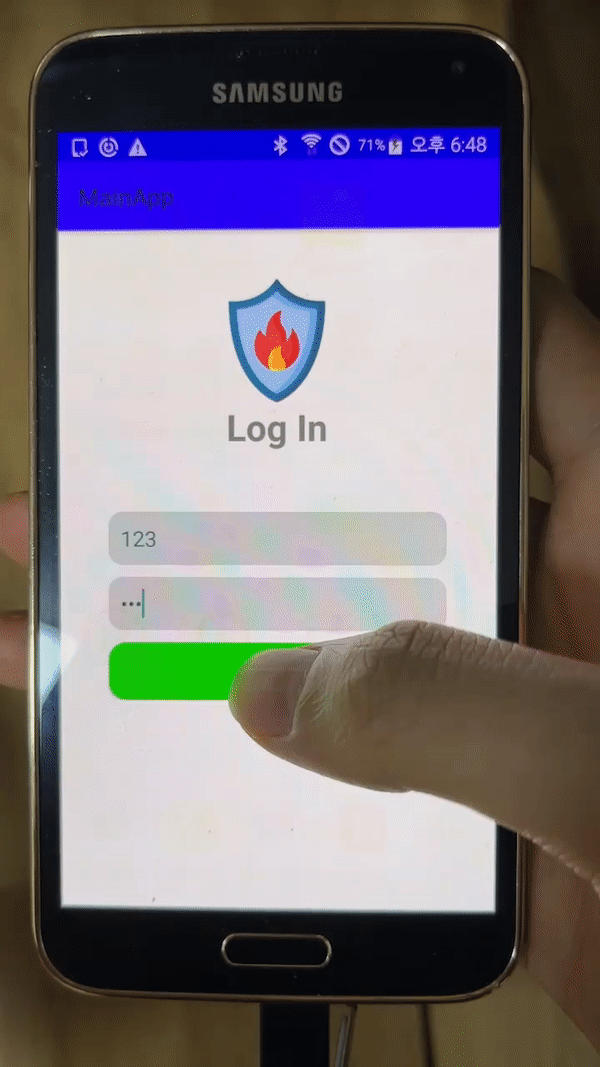 SAMSUNG
71% 오후 6:48
MainApp
Log In
123
•••